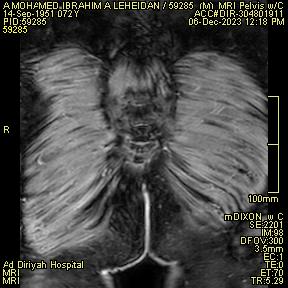 A MOHAMED,IBRAHIM A LEHEIDAN / 59285 (M) MRI Pelvis w/C
14-Sep-1951 072Y ACC#DIR-304801911
PID:59285 06-Dec-2023 12:18 PM
59285
R
100mm
mDIXON_w C
SE:2201
IM:98
DFOV:300
3.5mm
EC:1
Ad Diriyah Hospital TE:0
MRI ET:70
MRI TR:5.29